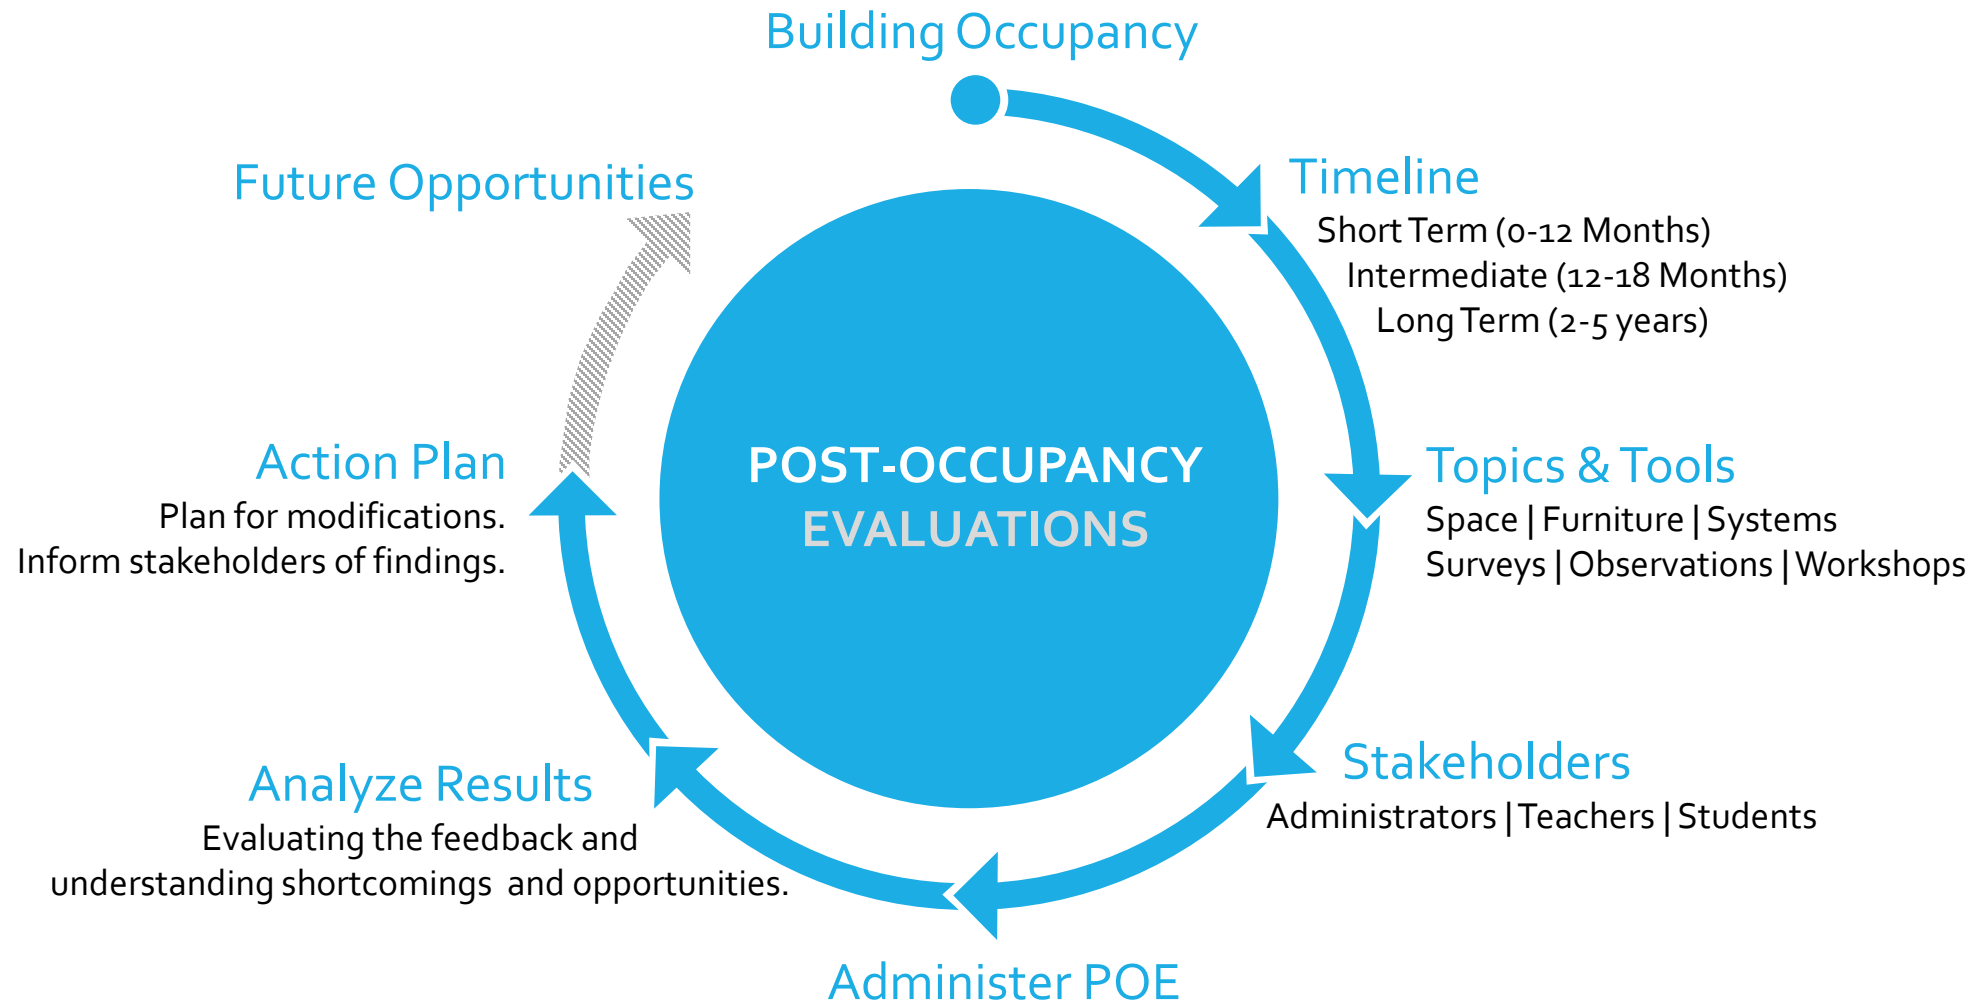 Building Occupancy
Timeline
Short Term (0-12 Months)
Intermediate (12-18 Months)
Long Term (2-5 years)
Topics & Tools
Space | Furniture | Systems
Surveys | Observations | Workshops
Stakeholders
Administrators | Teachers | Students
Administer POE
Analyze Results
Evaluating the feedback and
understanding shortcomings and opportunities.
Action Plan
Plan for modifications.
Inform stakeholders of findings.
Future Opportunities
POST-OCCUPANCY
EVALUATIONS